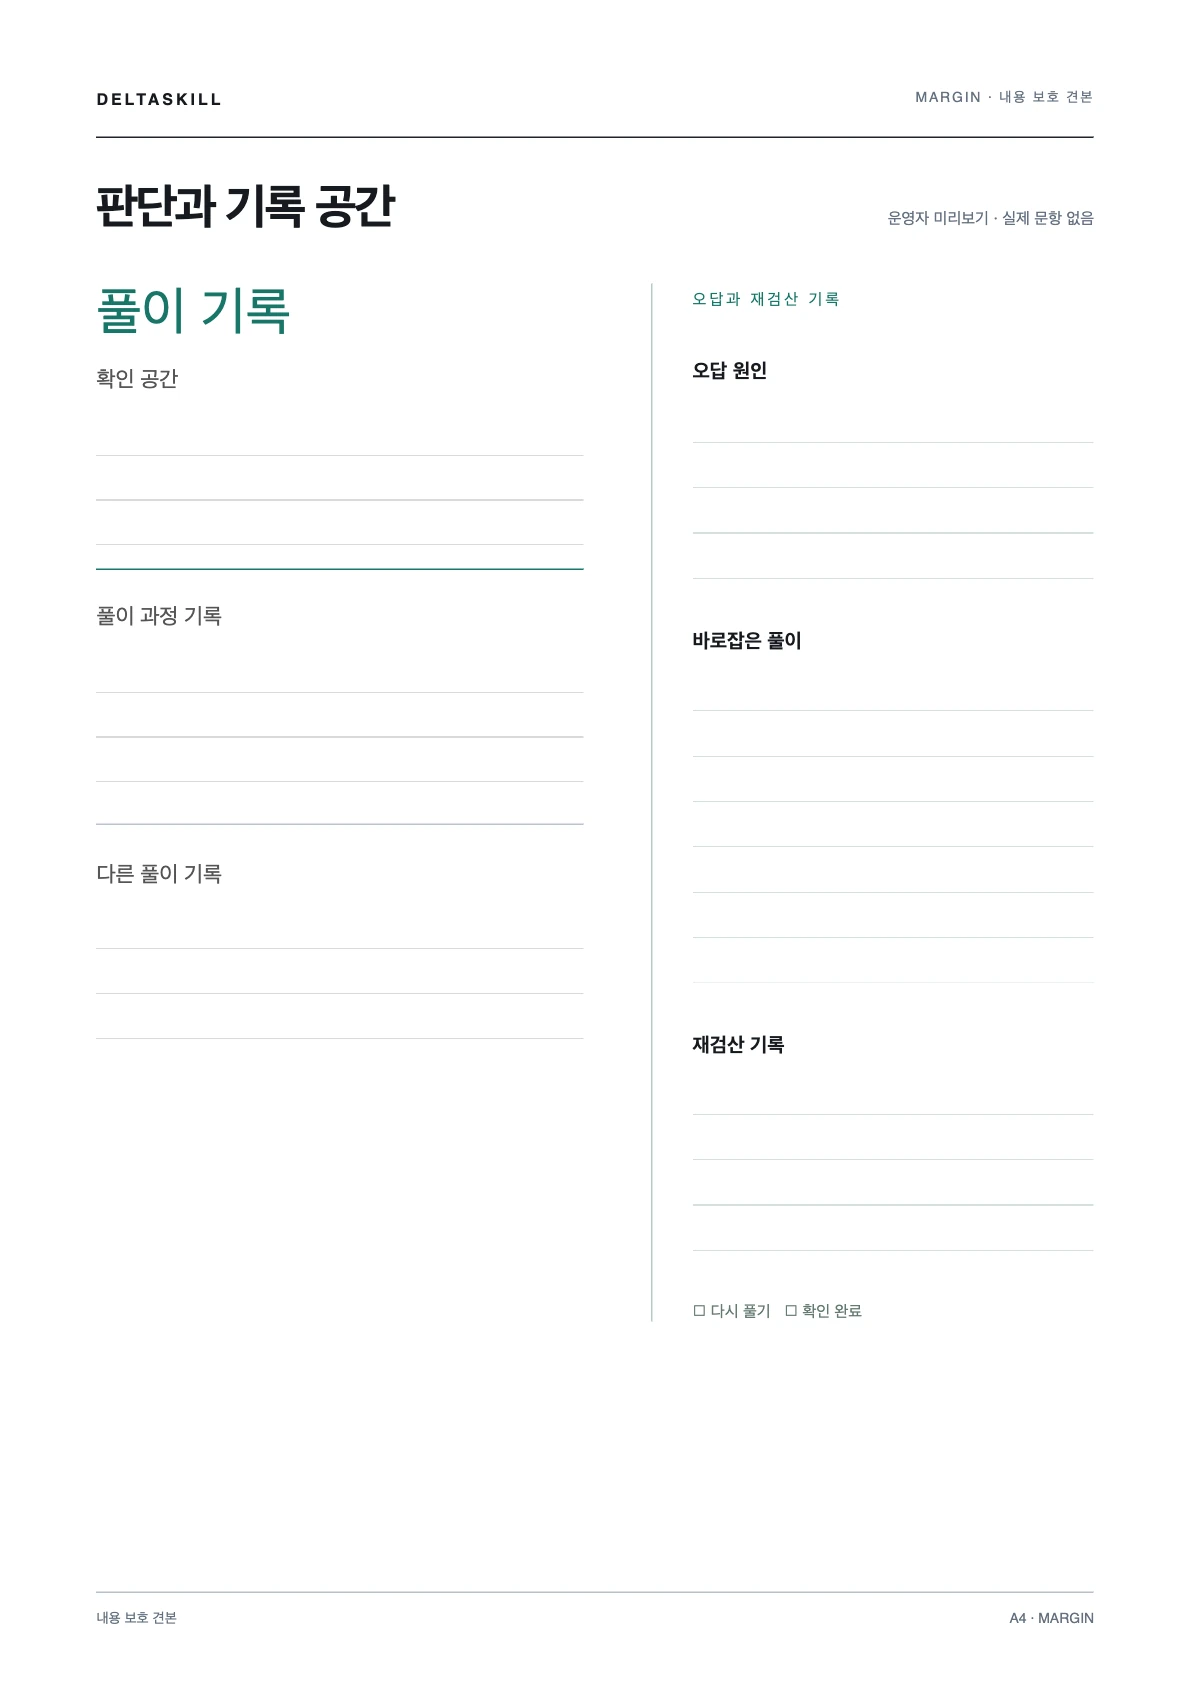 DELTASKILL
MARGIN · 내용 보호 견본
판단과 기록 공간
운영자 미리보기 · 실제 문항 없음
풀이 기록
확인 공간
풀이 과정 기록
다른 풀이 기록
오답과 재검산 기록
오답 원인
바로잡은 풀이
재검산 기록
☐ 다시 풀기 ☐ 확인 완료
내용 보호 견본
A4 · MARGIN